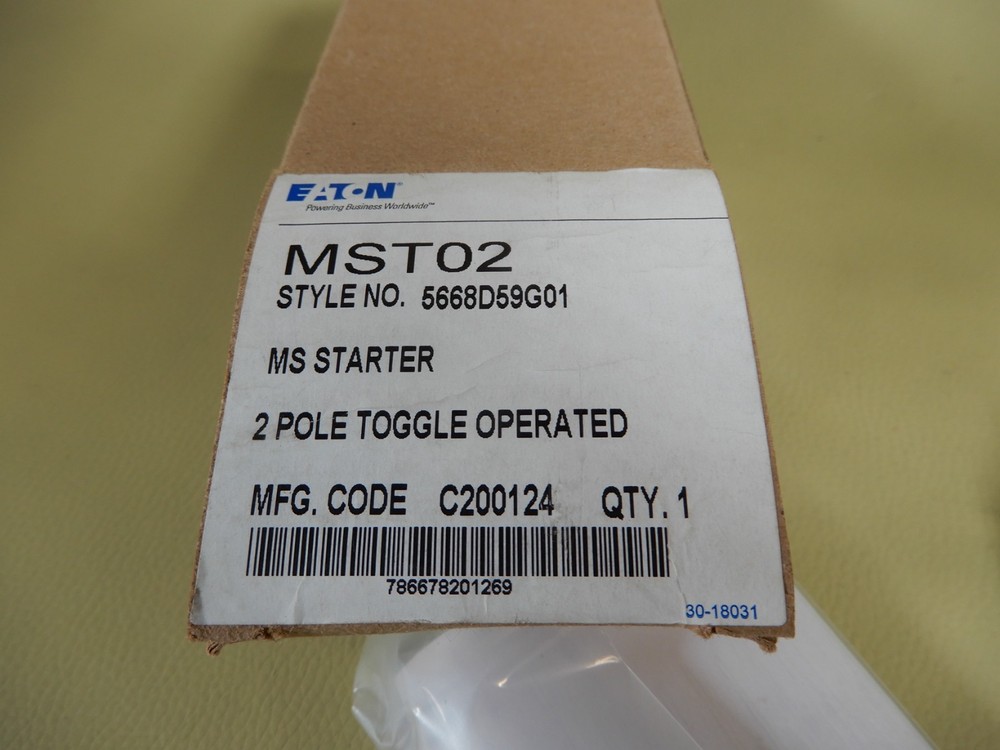 EATON®
Powering Business Worldwide™
MST02
STYLE NO. 5668D59G01
MS STARTER
2 POLE TOGGLE OPERATED
MFG. CODE C200124 QTY. 1
786678201269
30-18031